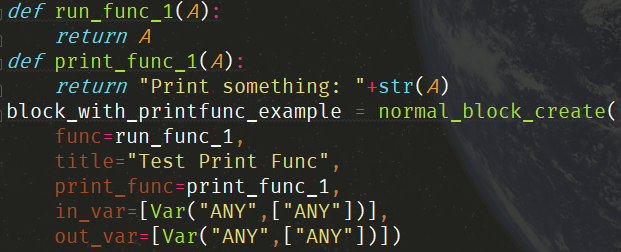 def run_func_1(A):
    return A
def print_func_1(A):
    return "Print something: "+str(A)
block_with_printfunc_example = normal_block_create(
    func=run_func_1,
    title="Test Print Func",
    print_func=print_func_1,
    in_var=[Var("ANY",["ANY"])],
    out_var=[Var("ANY",["ANY"])])